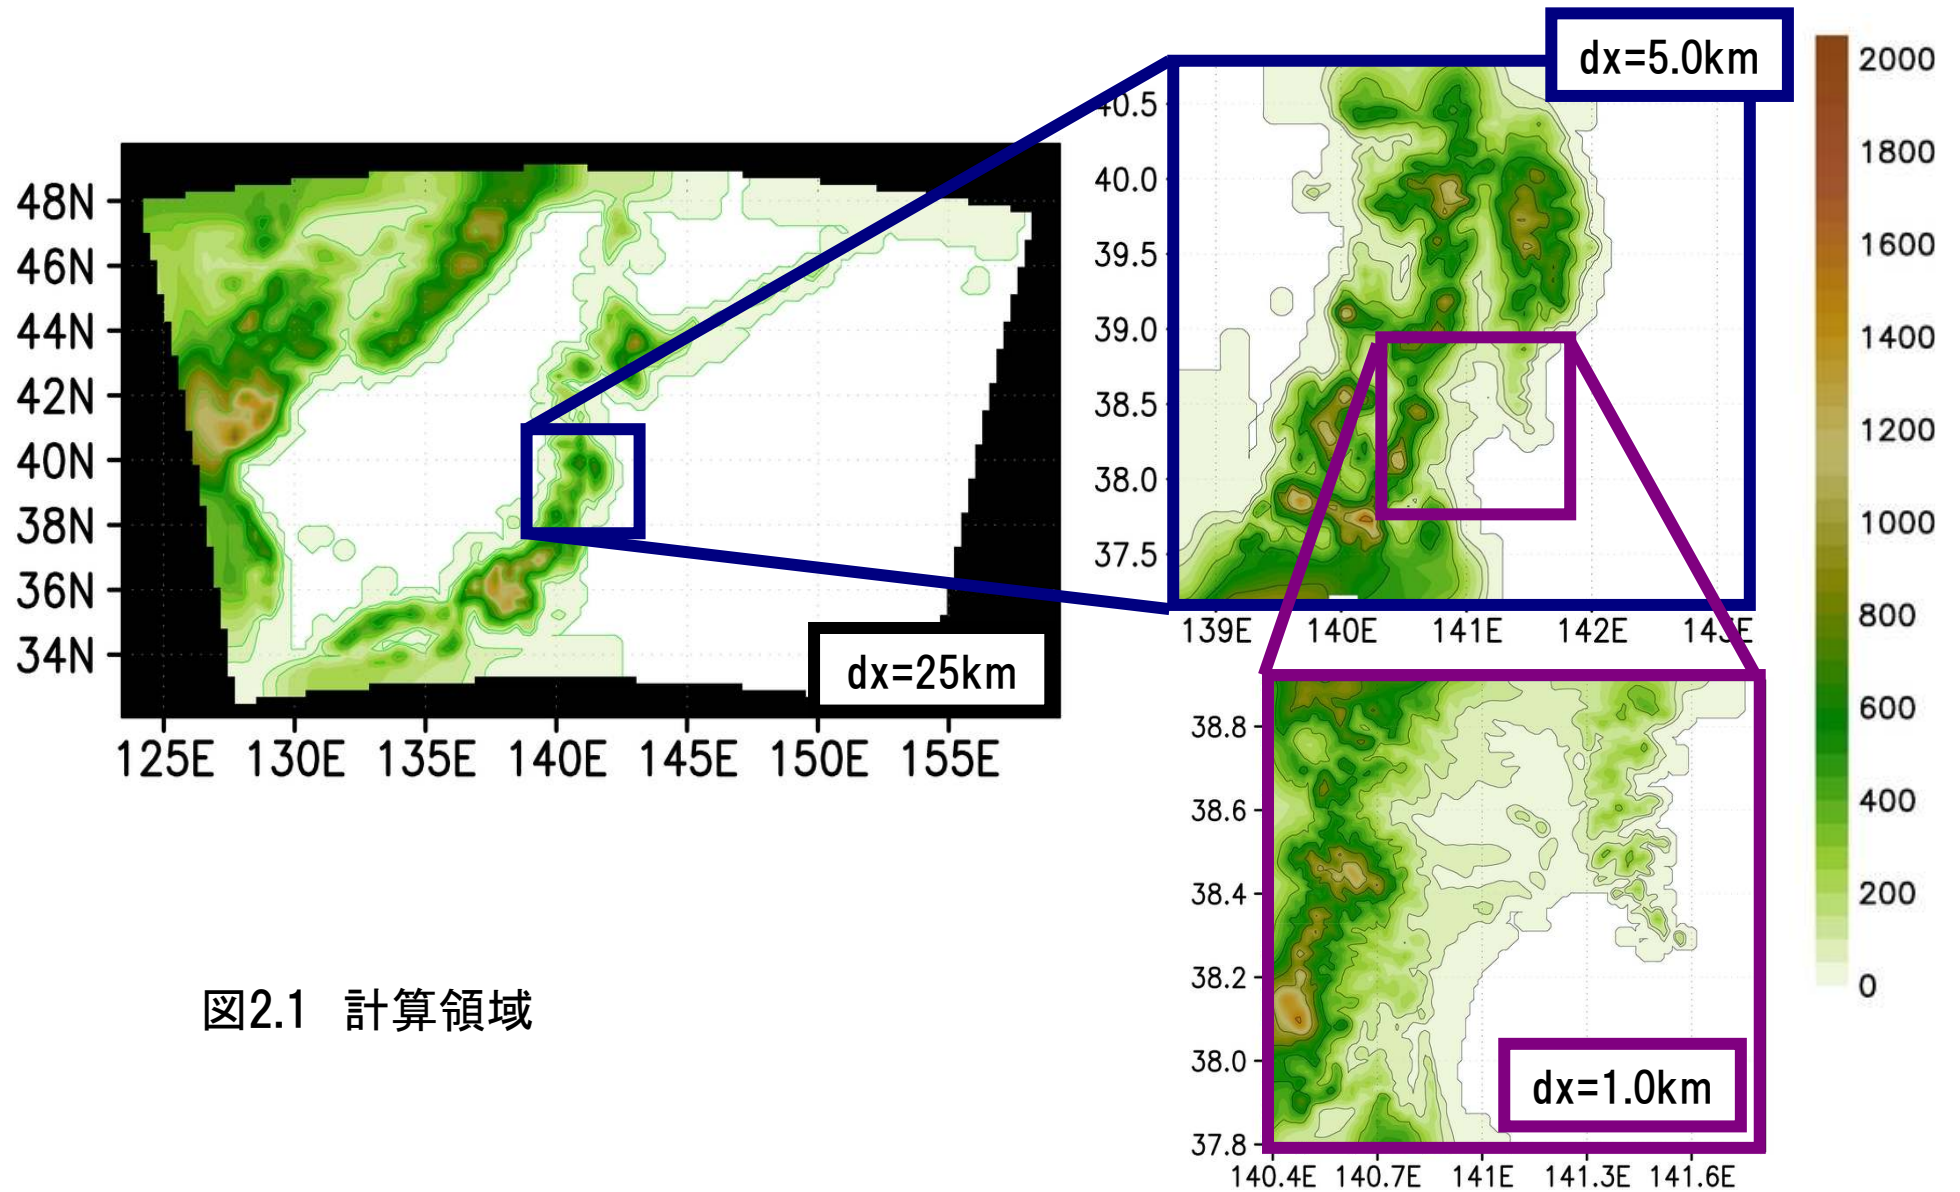 48N
46N
44N
42N
40N
38N
36N
34N
125E 130E 135E 140E 145E 150E 155E
dx=25km
dx=5.0km
40.5
40.0
39.5
39.0
38.5
38.0
37.5
139E 140E 141E 142E 143E
38.8
38.6
38.4
38.2
38.0
37.8
140.4E 140.7E 141E 141.3E 141.6E
dx=1.0km
2000
1800
1600
1400
1200
1000
800
600
400
200
0
図2.1 計算領域